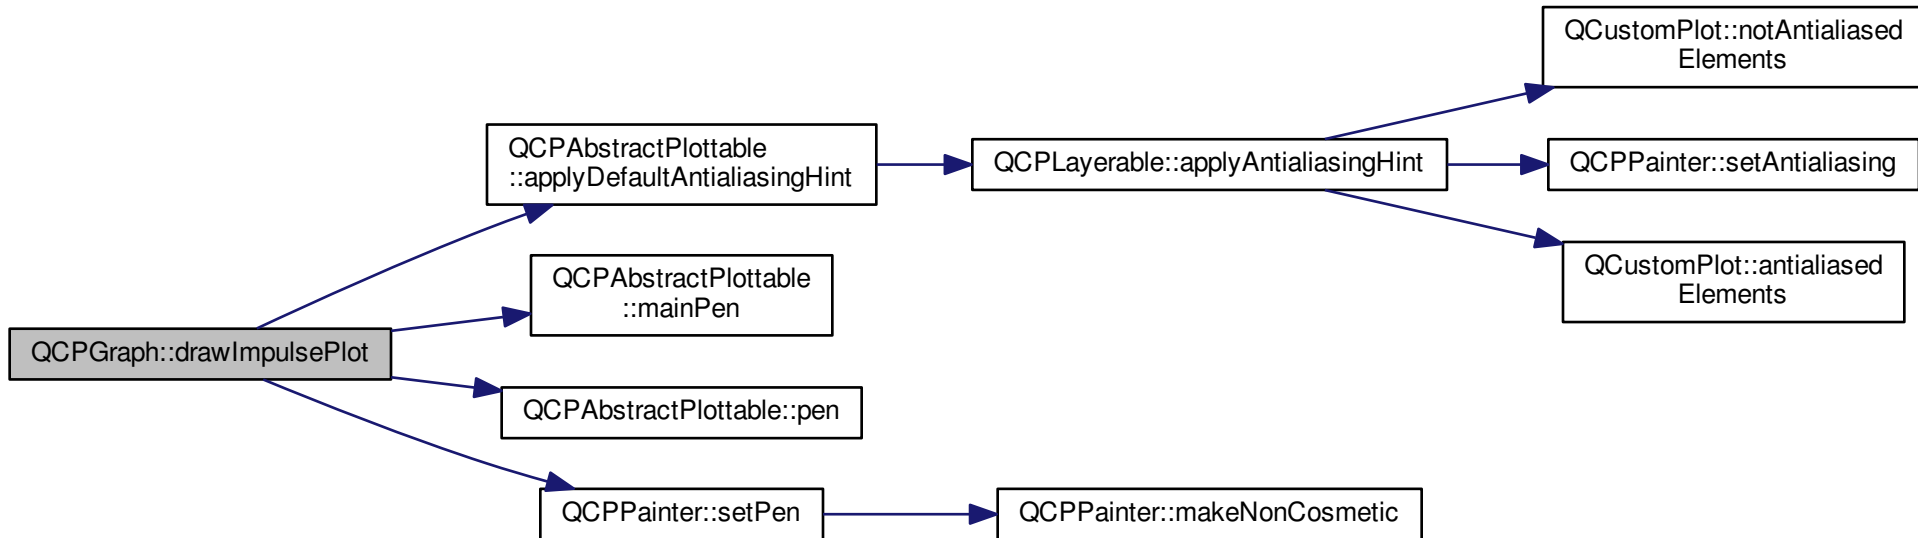 QCPGraph::drawImpulsePlot
QCPAbstractPlottable
::applyDefaultAntialiasingHint
QCPAbstractPlottable
::mainPen
QCPAbstractPlottable::pen
QCPPainter::setPen
QCPLayerable::applyAntialiasingHint
QCPPainter::makeNonCosmetic
QCustomPlot::notAntialiased
Elements
QCPPainter::setAntialiasing
QCustomPlot::antialiased
Elements